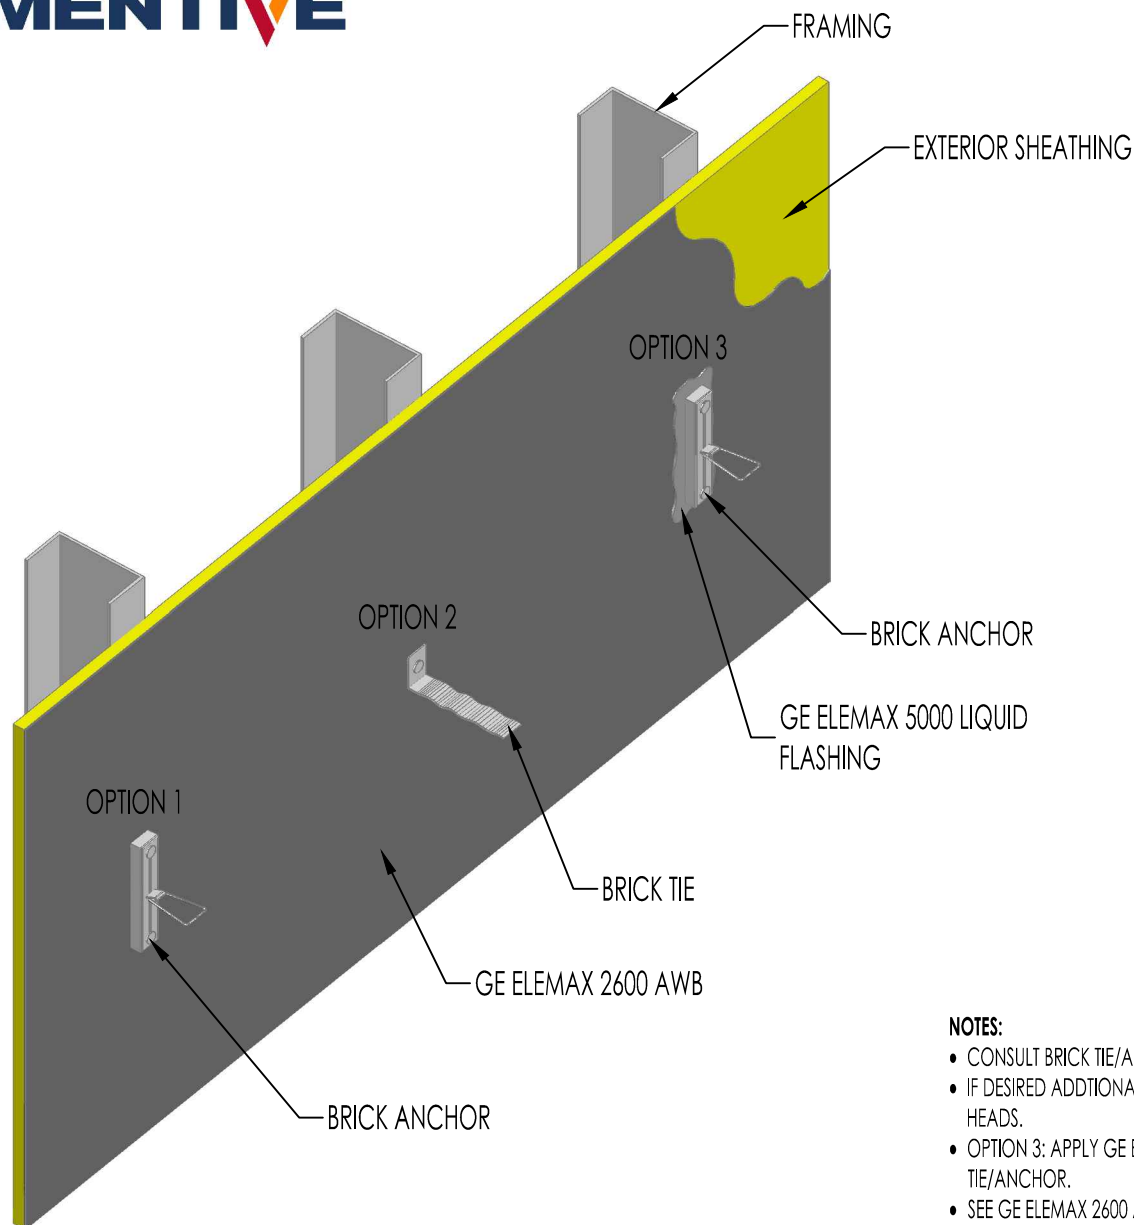 MENTIVE
FRAMING
EXTERIOR SHEATHING
OPTION 3
OPTION 2
BRICK ANCHOR
GE ELEMAX 5000 LIQUID
FLASHING
OPTION 1
BRICK TIE
GE ELEMAX 2600 AWB
BRICK ANCHOR
NOTES:
• CONSULT BRICK TIE/A
• IF DESIRED ADDTIONA
HEADS.
• OPTION 3: APPLY GE E
TIE/ANCHOR.
• SEE GE ELEMAX 2600